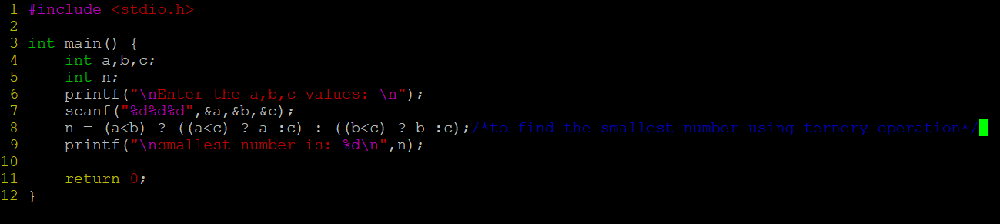 1 #include <stdio.h>
2
3 int main() {
4     int a,b,c;
5     int n;
6     printf("\nEnter the a,b,c values: \n");
7     scanf("%d%d%d",&a,&b,&c);
8     n = (a<b) ? ((a<c) ? a :c) : ((b<c) ? b :c);/*to find the smallest number using ternery operation*/
9     printf("\nsmallest number is: %d\n",n);
10
11     return 0;
12 }